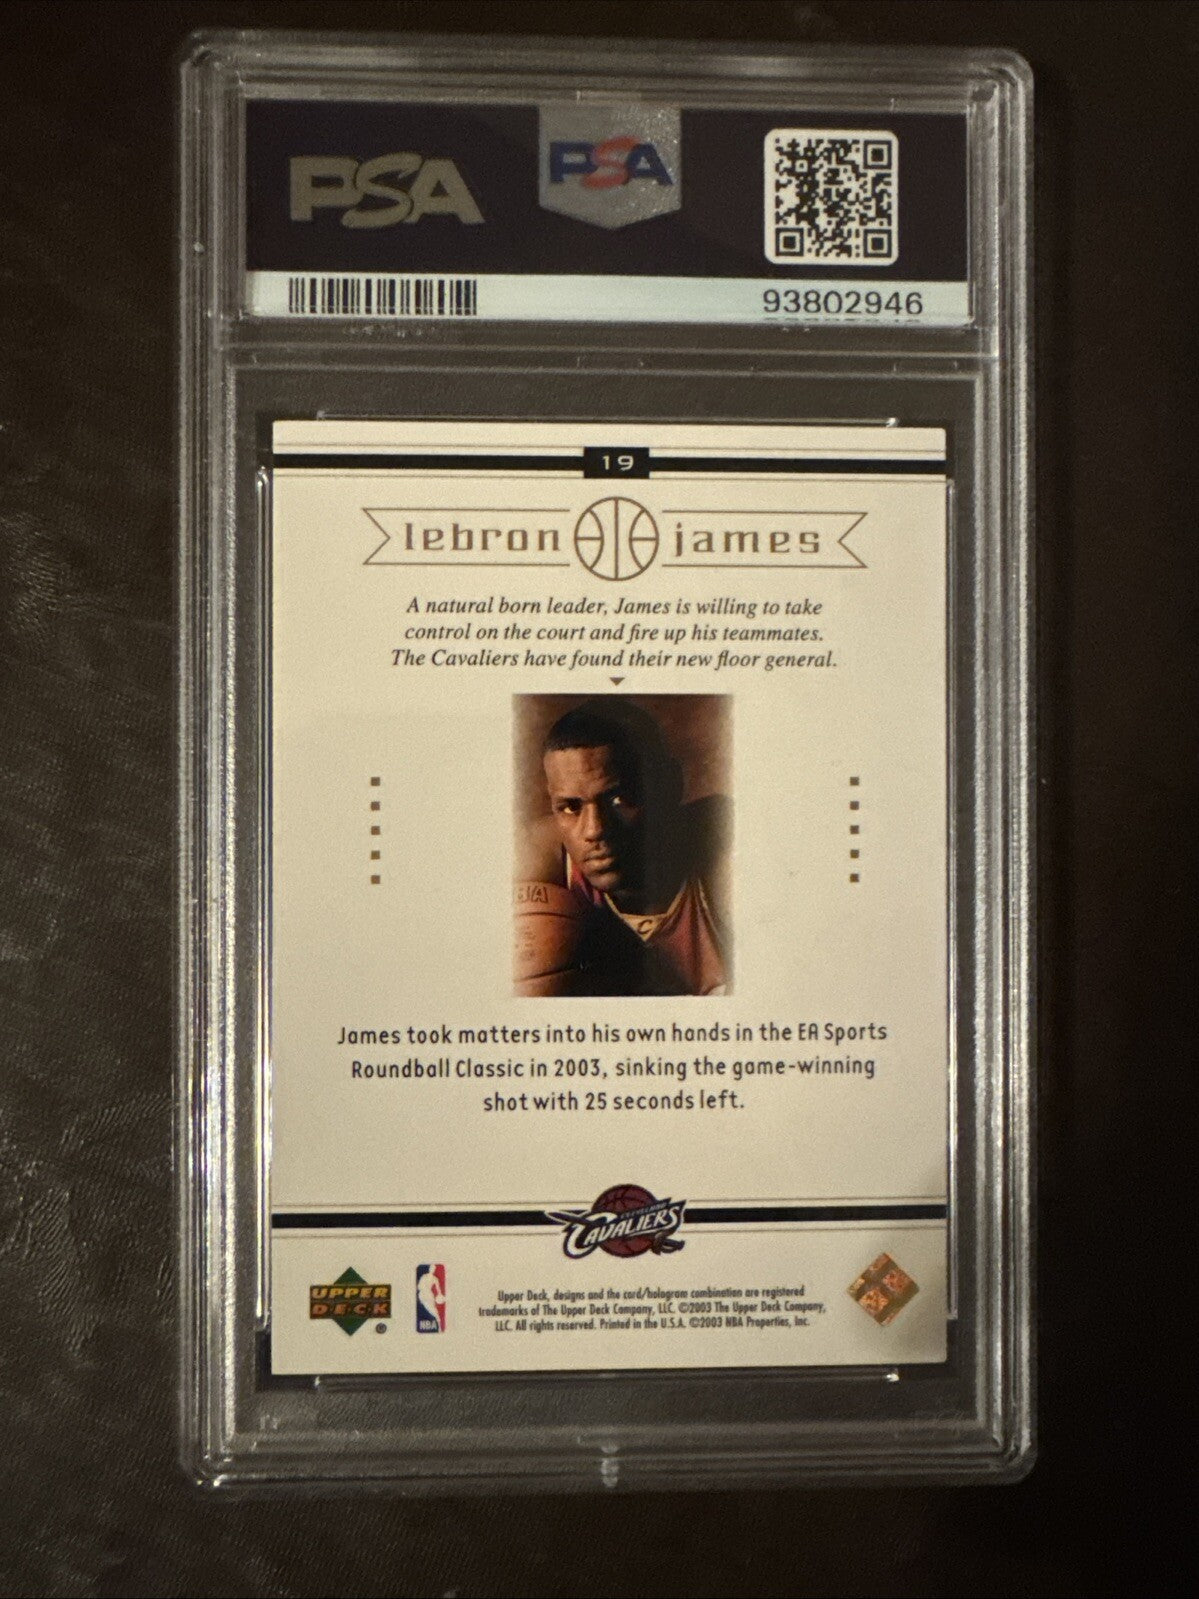 PSA
PSA
93802946
19
lebron james
A natural born leader, James is willing to take
control on the court and fire up his teammates.
The Cavaliers have found their new floor general.
C
James took matters into his own hands in the EA Sports
Roundball Classic in 2003, sinking the game-winning
shot with 25 seconds left.
CLEVELAND
CAVALIERS
UPPER
DECK
®
NBA
Upper Deck, designs and the card/hologram combination are registered
trademarks of The Upper Deck Company, LLC. ©2003 The Upper Deck Company,
LLC. All rights reserved. Printed in the U.S.A. ©2003 NBA Properties, Inc.